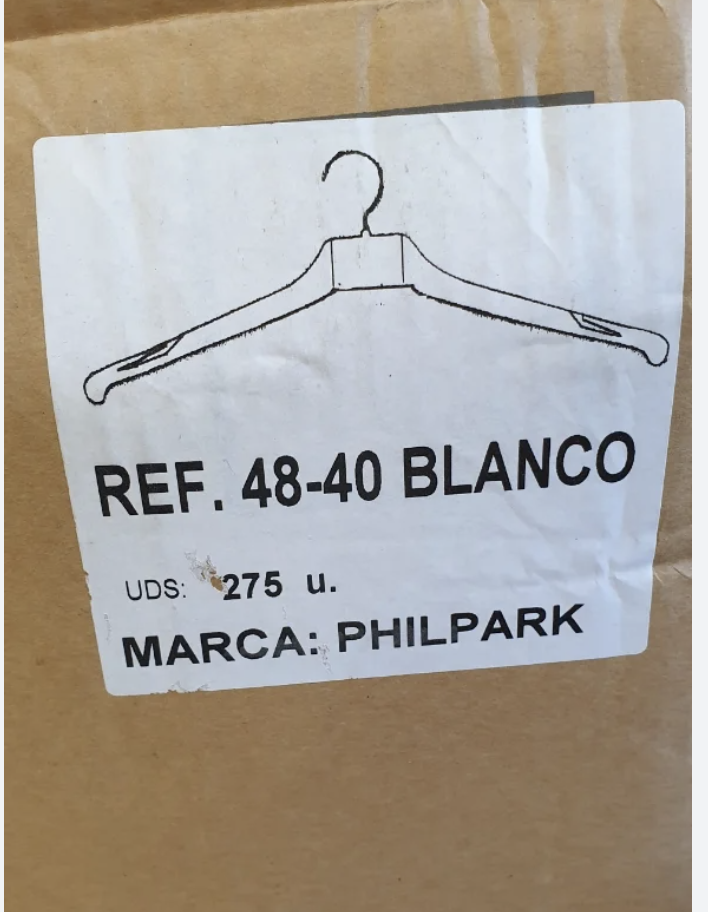 REF. 48-40 BLANCO
UDS: 275 u.
MARCA: PHILPARK